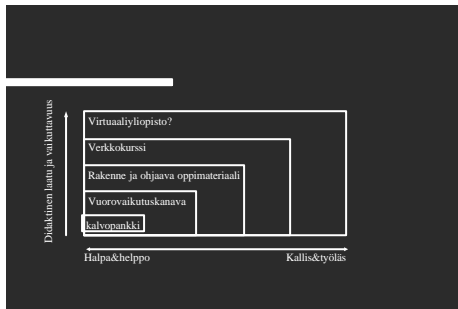 Didaktinen laatu ja vaikuttavuus
Virtuaaliyliopisto?
Verkkokurssi
Rakenne ja ohjaava oppimateriaali
Vuorovaikutuskanava
kalvopankki
Halpa&helppo
Kallis&työläs